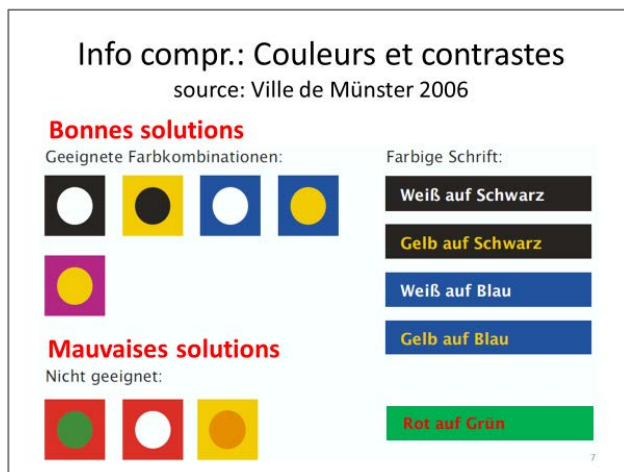 Info compr.: Couleurs et contrastes
source: Ville de Münster 2006
Bonnes solutions
Geeignete Farbkombinationen:
Farbige Schrift:
Weiß auf Schwarz
Gelb auf Schwarz
Weiß auf Blau
Gelb auf Blau
Mauvaises solutions
Nicht geeignet:
Rot auf Grün
7